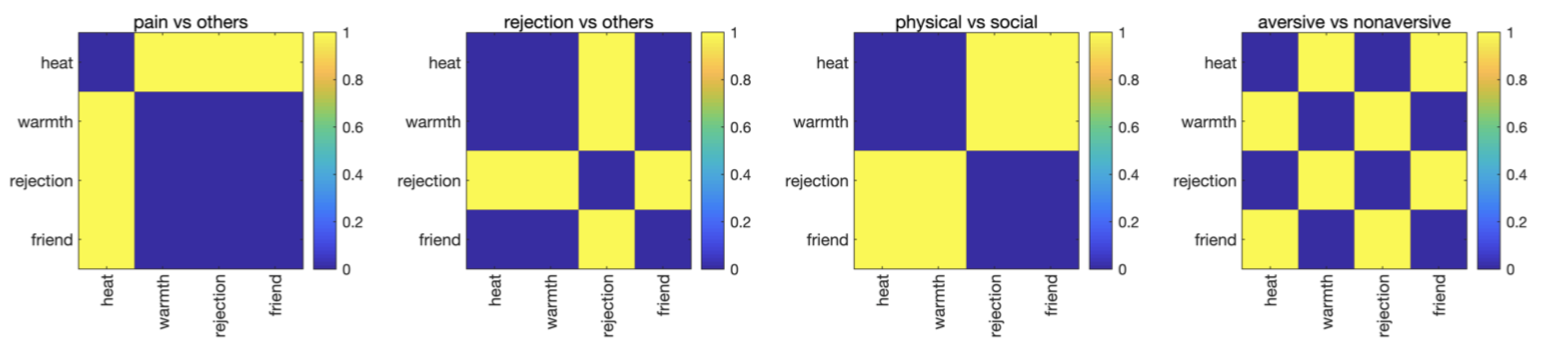 pain vs others
heat
warmth
rejection
friend
heat
warmth
rejection
friend
1
0.8
0.6
0.4
0.2
0
rejection vs others
heat
warmth
rejection
friend
heat
warmth
rejection
friend
1
0.8
0.6
0.4
0.2
0
physical vs social
heat
warmth
rejection
friend
heat
warmth
rejection
friend
1
0.8
0.6
0.4
0.2
0
aversive vs nonaversive
heat
warmth
rejection
friend
heat
warmth
rejection
friend
1
0.8
0.6
0.4
0.2
0